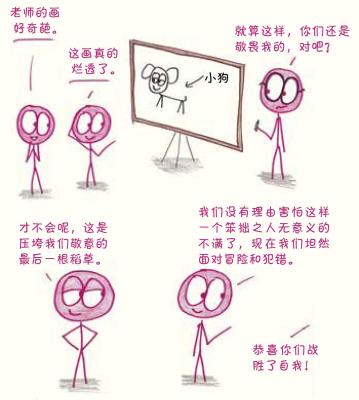 老师的画
好奇葩。
这画真的
烂透了。
小狗
就算这样，你们还是
敬畏我的，对吧？
才不会呢，这是
压垮我们敬意的
最后一根稻草。
我们没有理由害怕这样
一个笨拙之人无意义的
不满了，现在我们坦然
面对冒险和犯错。
恭喜你们战
胜了自我！